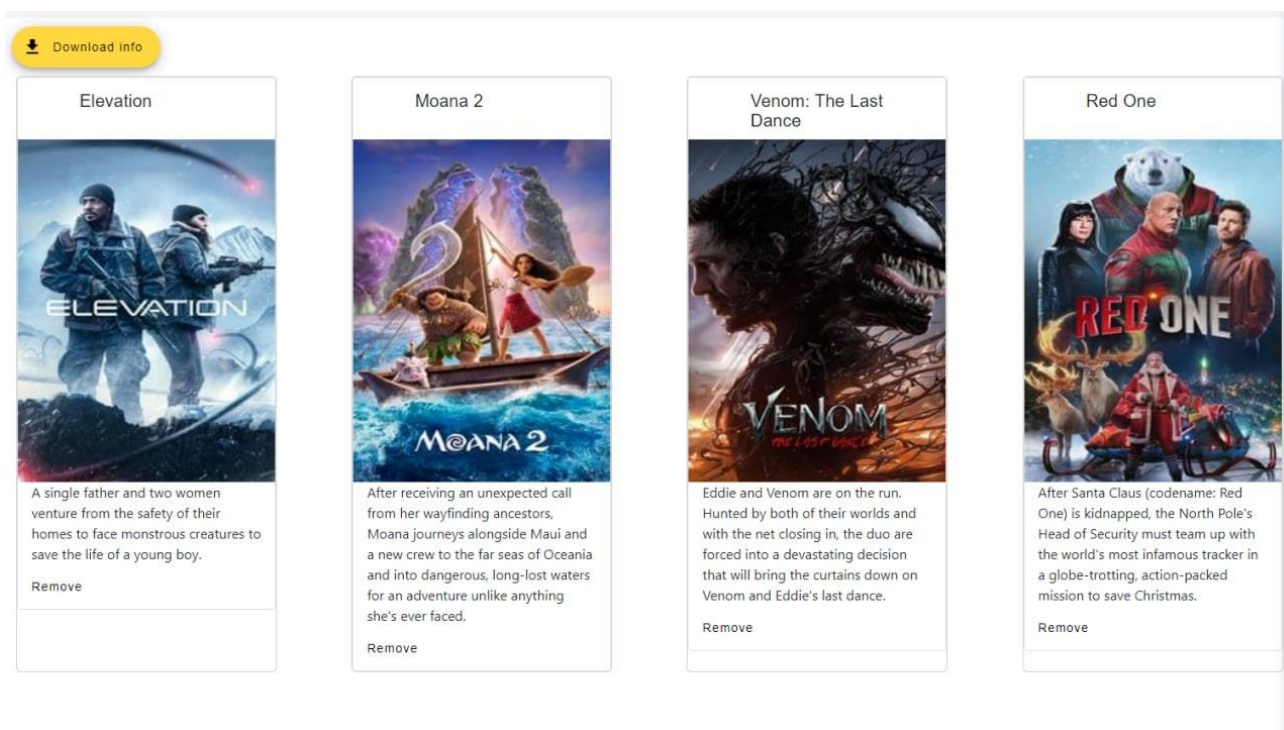 Download info
Elevation
ELEVATION
A single father and two women
venture from the safety of their
homes to face monstrous creatures to
save the life of a young boy.
Remove
Moana 2
MOANA 2
After receiving an unexpected call
from her wayfinding ancestors,
Moana journeys alongside Maui and
a new crew to the far seas of Oceania
and into dangerous, long-lost waters
for an adventure unlike anything
she's ever faced.
Remove
Venom: The Last
Dance
VENOM
THE LAST DANCE
Eddie and Venom are on the run.
Hunted by both of their worlds and
with the net closing in, the duo are
forced into a devastating decision
that will bring the curtains down on
Venom and Eddie's last dance.
Remove
Red One
RED ONE
After Santa Claus (codename: Red
One) is kidnapped, the North Pole's
Head of Security must team up with
the world's most infamous tracker in
a globe-trotting, action-packed
mission to save Christmas.
Remove